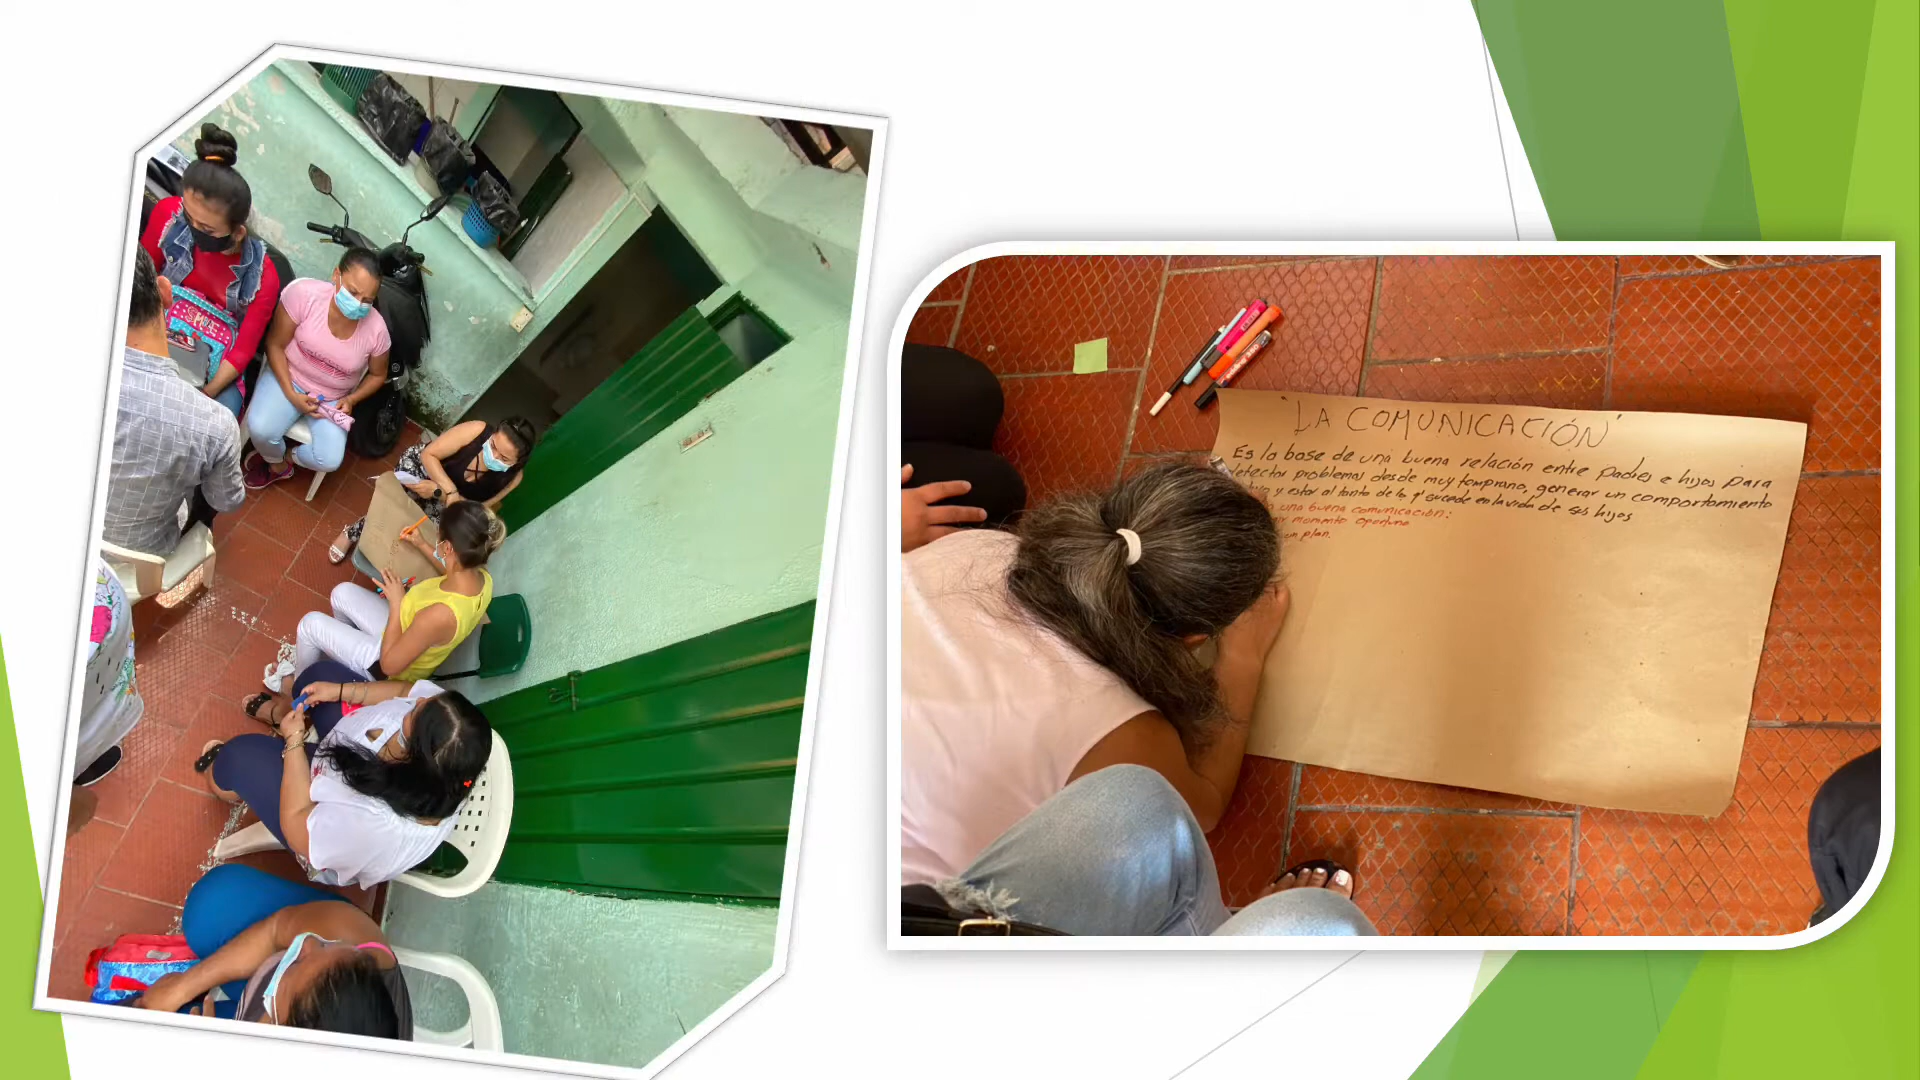 "LA COMUNICACIÓN"
Es la base de una buena relación entre padres e hijos para
detectar problemas desde muy temprano, generar un comportamiento
y estar al tanto de lo q' sucede en la vida de sus hijos
una buena comunicación:
momento oportuno
un plan.